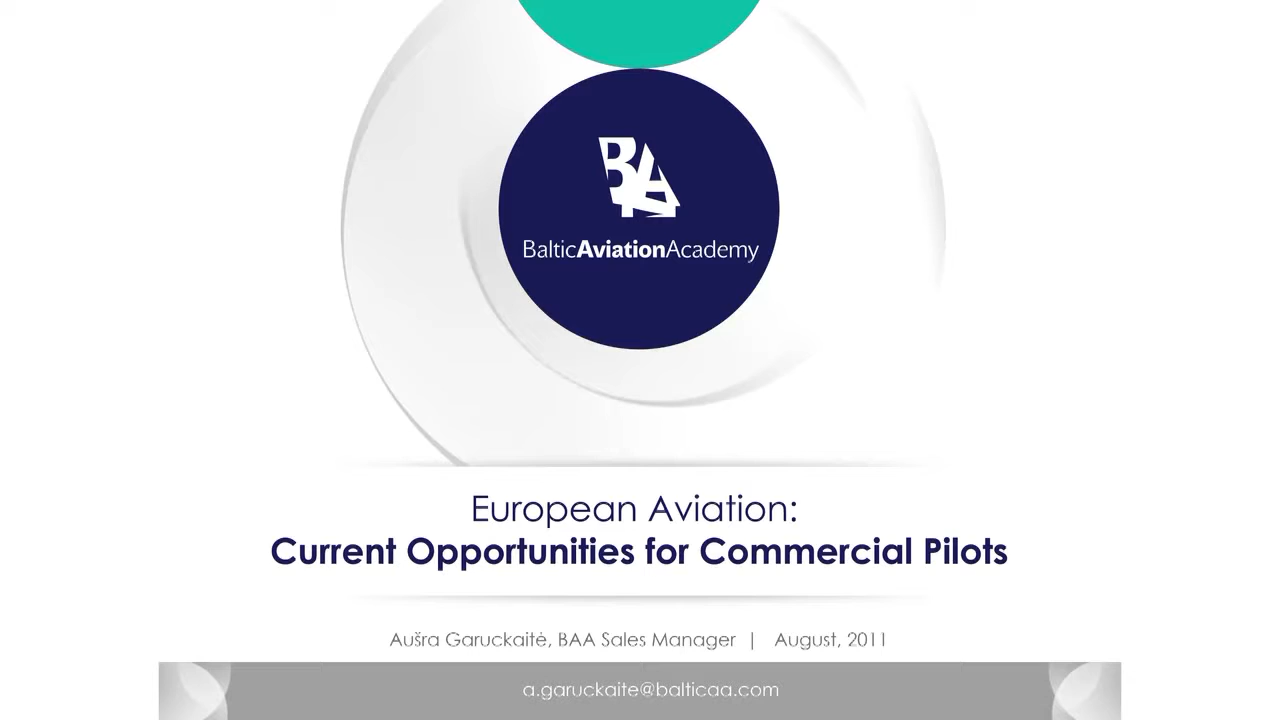 BA
BalticAviationAcademy
European Aviation:
Current Opportunities for Commercial Pilots
Aušra Garuckaitė, BAA Sales Manager | August, 2011
a.garuckaite@balticaa.com